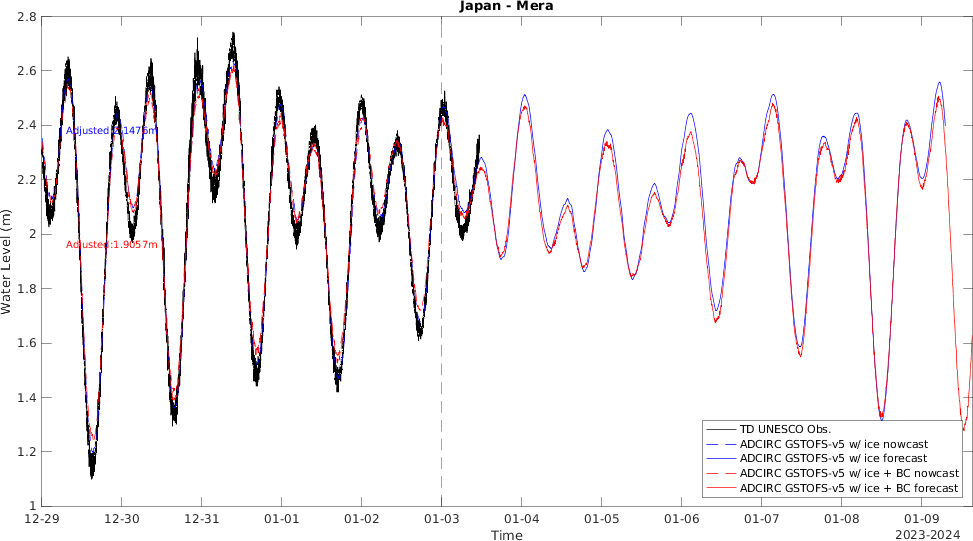 Japan - Mera
Water Level (m)
2.8
2.6
2.4
2.2
2
1.8
1.6
1.4
1.2
1
Adjusted:2.1476m
Adjusted:1.9057m
TD UNESCO Obs.
ADCIRC GSTOFS-v5 w/ ice nowcast
ADCIRC GSTOFS-v5 w/ ice forecast
ADCIRC GSTOFS-v5 w/ ice + BC nowcast
ADCIRC GSTOFS-v5 w/ ice + BC forecast
12-29 12-30 12-31 01-01 01-02 01-03 01-04 01-05 01-06 01-07 01-08 01-09
Time
2023-2024